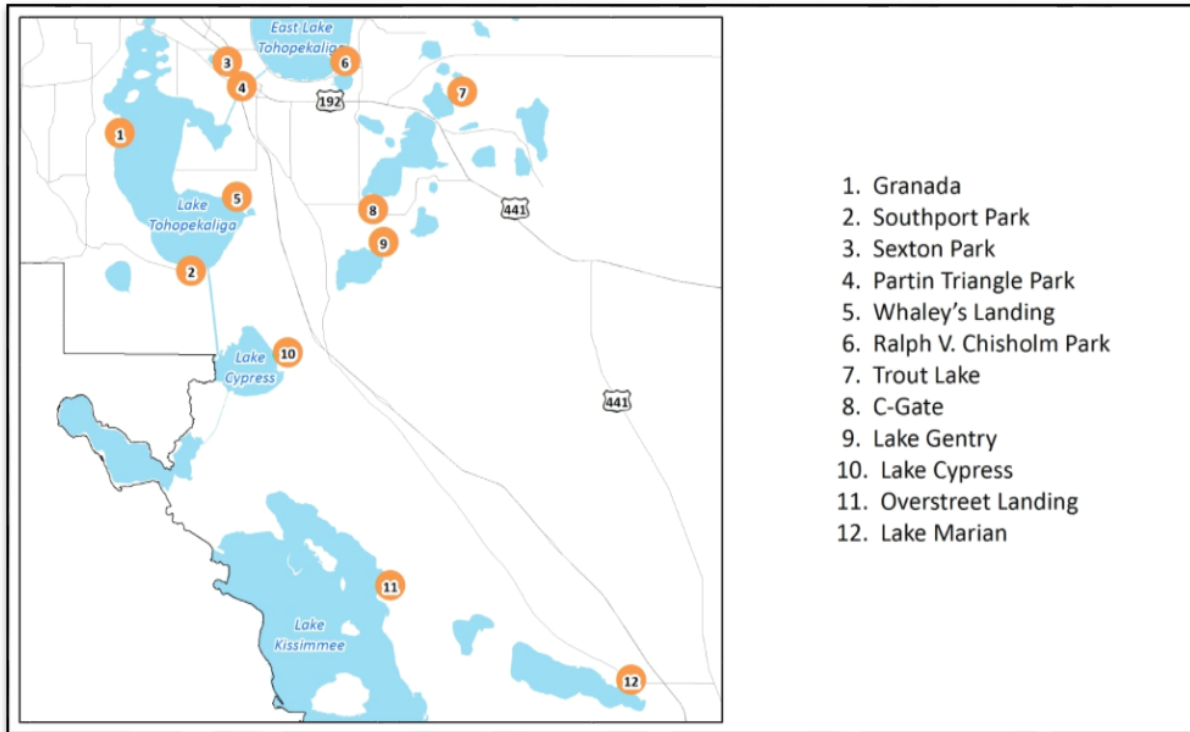 East Lake
Tohopekaliga
3
6
4
192
7
1
5
Lake
Tohopekaliga
8
441
9
2
10
Lake
Cypress
441
11
Lake
Kissimmee
12
1. Granada
2. Southport Park
3. Sexton Park
4. Partin Triangle Park
5. Whaley's Landing
6. Ralph V. Chisholm Park
7. Trout Lake
8. C-Gate
9. Lake Gentry
10. Lake Cypress
11. Overstreet Landing
12. Lake Marian